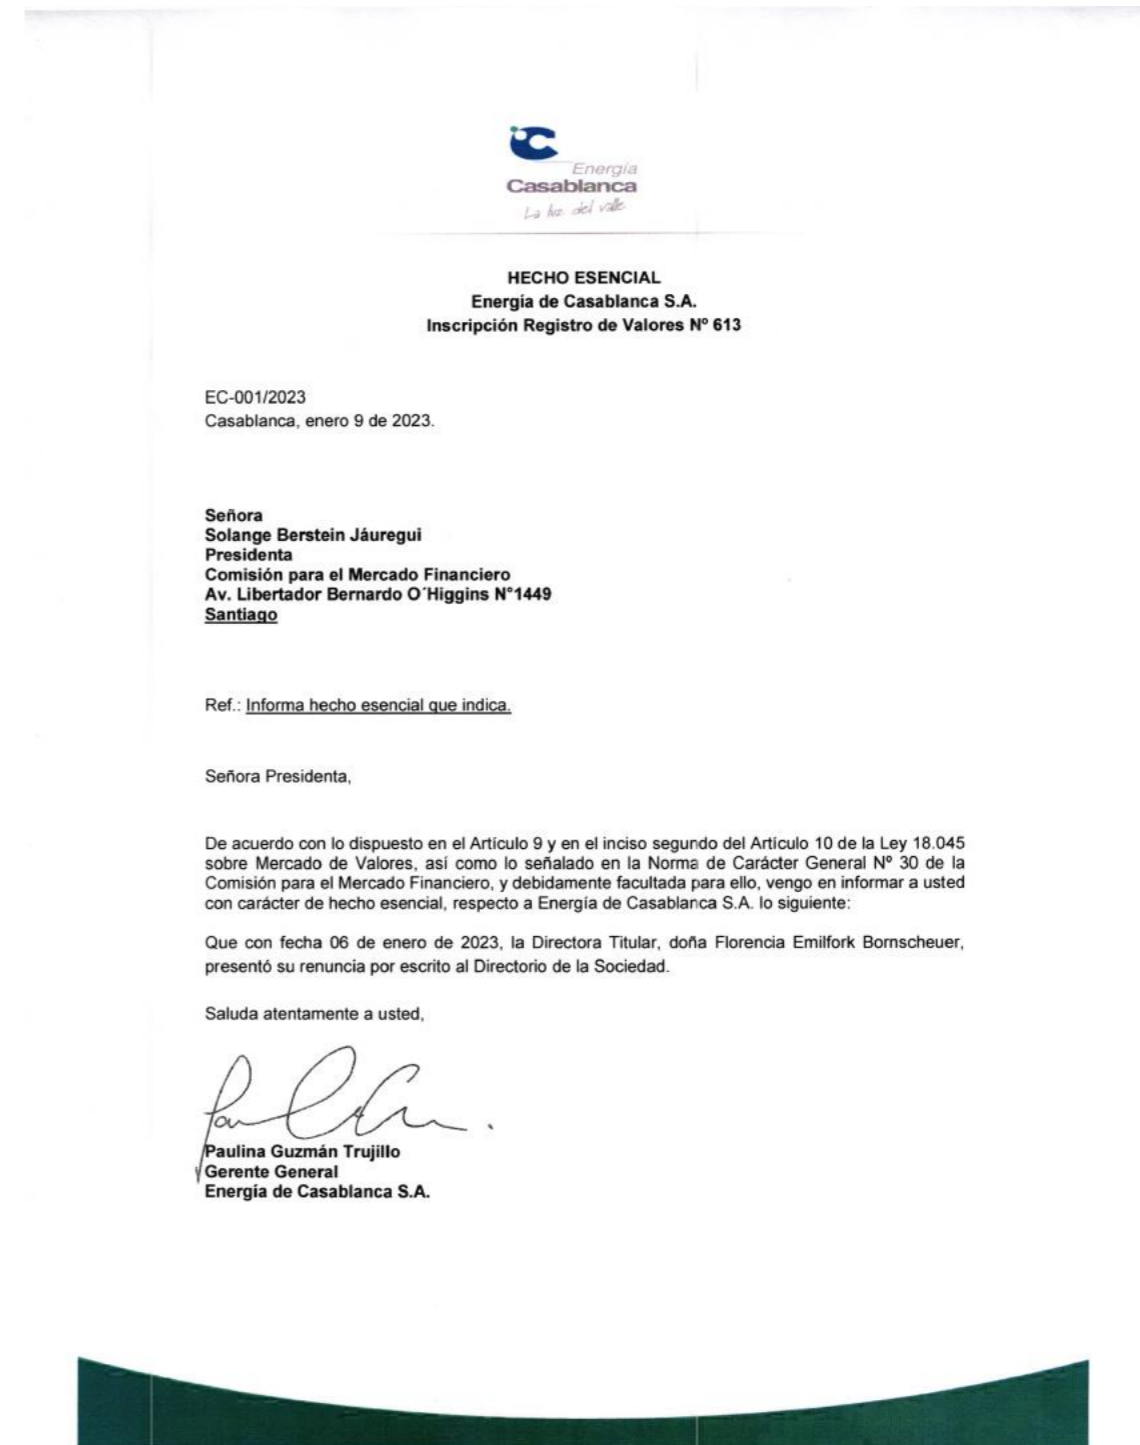 Energía
Casablanca
La luz del valle
HECHO ESENCIAL
Energía de Casablanca S.A.
Inscripción Registro de Valores Nº 613
EC-001/2023
Casablanca, enero 9 de 2023.
Señora
Solange Berstein Jáuregui
Presidenta
Comisión para el Mercado Financiero
Av. Libertador Bernardo O´Higgins N°1449
Santiago
Ref.: Informa hecho esencial que indica.
Señora Presidenta,
De acuerdo con lo dispuesto en el Artículo 9 y en el inciso segundo del Artículo 10 de la Ley 18.045
sobre Mercado de Valores, así como lo señalado en la Norma de Carácter General Nº 30 de la
Comisión para el Mercado Financiero, y debidamente facultada para ello, vengo en informar a usted
con carácter de hecho esencial, respecto a Energía de Casablanca S.A. lo siguiente:
Que con fecha 06 de enero de 2023, la Directora Titular, doña Florencia Emilfork Bornscheuer,
presentó su renuncia por escrito al Directorio de la Sociedad.
Saluda atentamente a usted,
Paulina Guzmán Trujillo
Gerente General
Energía de Casablanca S.A.